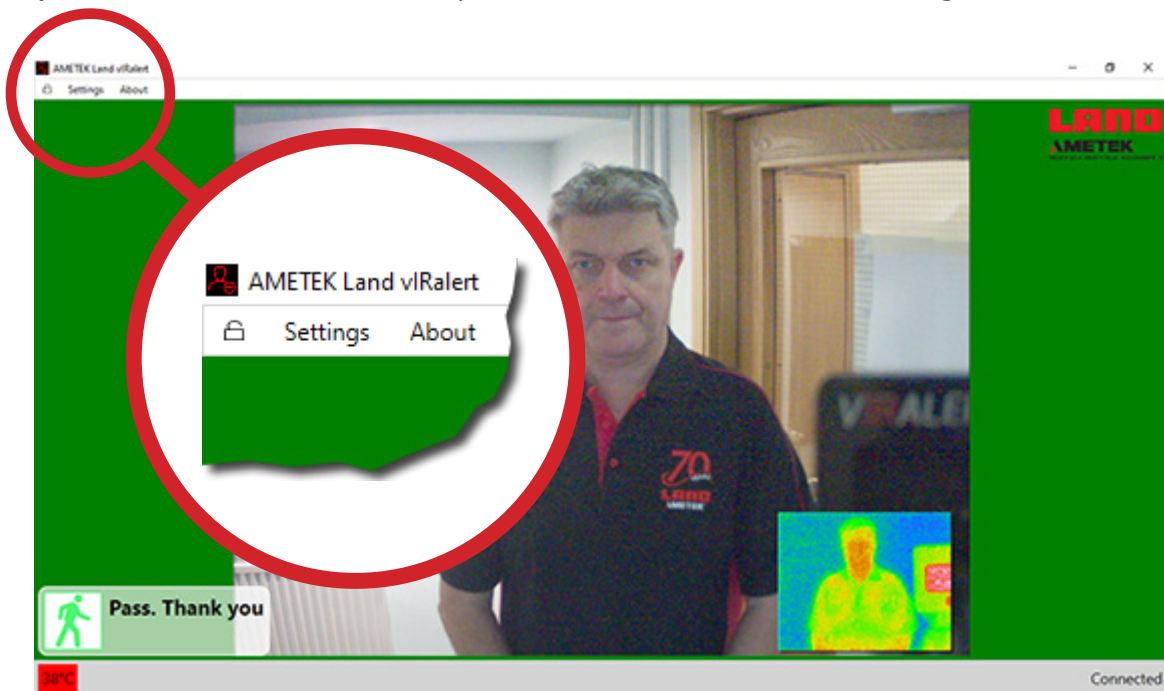 AMETEK Land vIRalert
Settings About
LAND
AMETEK
AMETEK Land vIRalert
Settings About
V ALE
70
LAND
AMETEK
Pass. Thank you
38°C
Connected